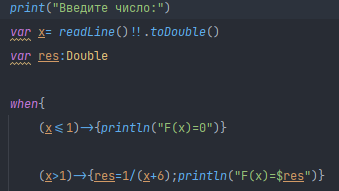 print("Введите число:")
var x= readLine()!!.toDouble()
var res:Double
when{
(x<=1)->{println("F(x)=0")}
(x>1)->{res=1/(x+6);println("F(x)=$res")}